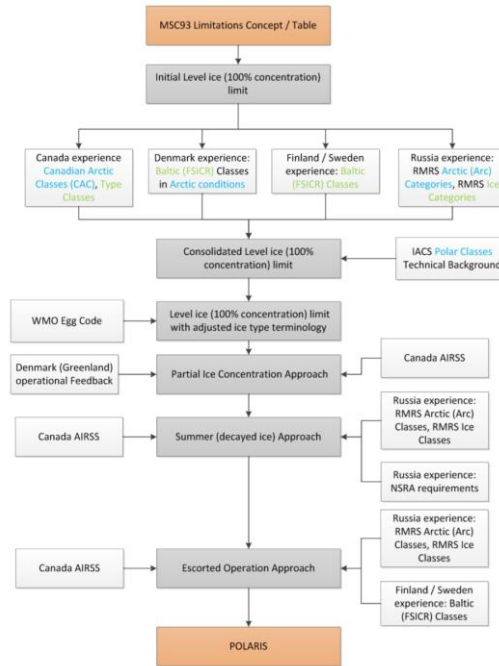 MSC93 Limitations Concept / Table
Initial Level ice (100% concentration)
limit
Canada experience
Canadian Arctic
Classes (CAC), Type
Classes
Denmark experience:
Baltic (FSICR) Classes
in Arctic conditions
Finland / Sweden
experience: Baltic
(FSICR) Classes
Russia experience:
RMRS Arctic (Arc)
Categories, RMRS Ice
Categories
Consolidated Level ice (100%
concentration) limit
IACS Polar Classes
Technical Background
WMO Egg Code
Level ice (100% concentration) limit
with adjusted ice type terminology
Denmark (Greenland)
operational Feedback
Partial Ice Concentration Approach
Canada AIRSS
Canada AIRSS
Summer (decayed ice) Approach
Russia experience:
RMRS Arctic (Arc)
Classes, RMRS Ice
Classes
Russia experience:
NSRA requirements
Canada AIRSS
Escorted Operation Approach
Russia experience:
RMRS Arctic (Arc)
Classes, RMRS Ice
Classes
Finland / Sweden
experience: Baltic
(FSICR) Classes
POLARIS